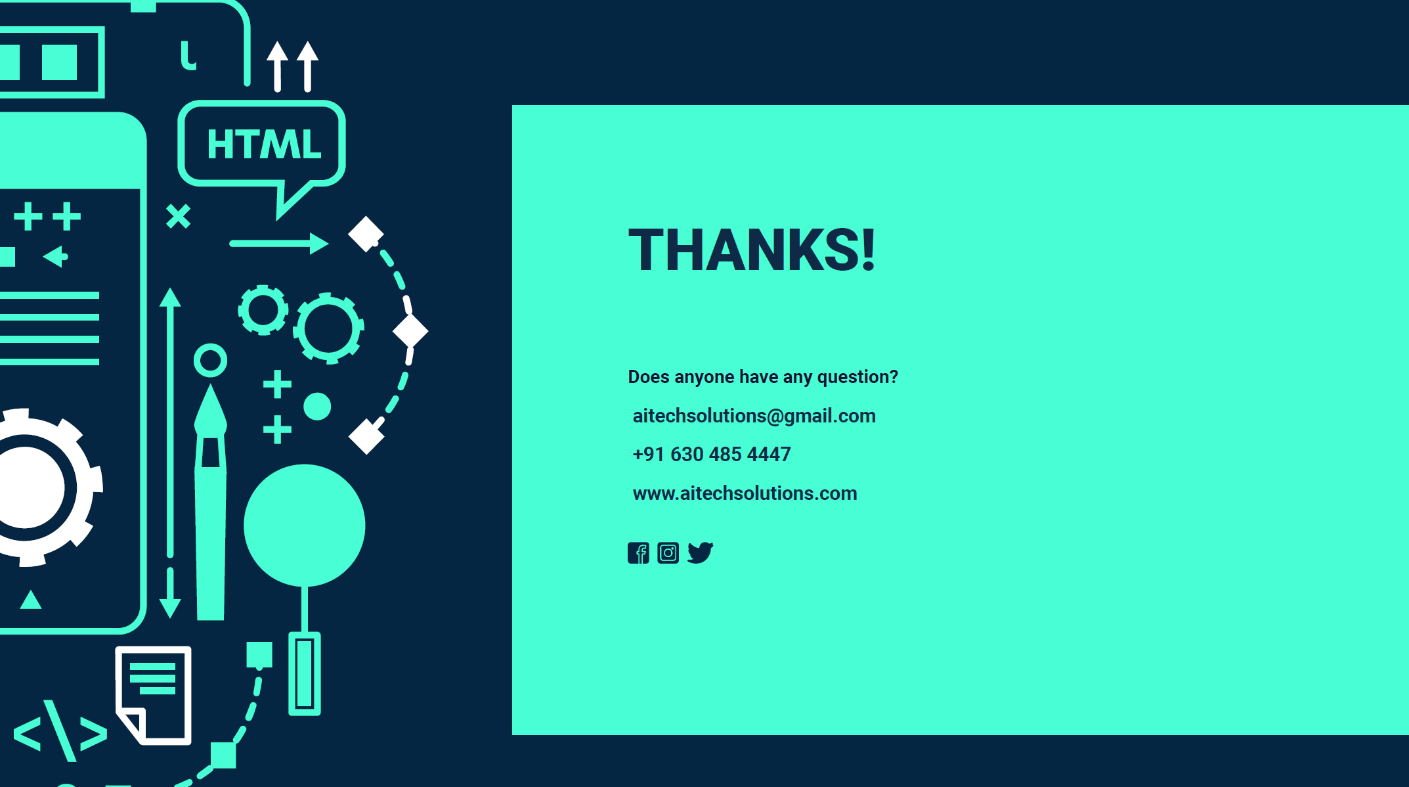 HTML
THANKS!
Does anyone have any question?
aitechsolutions@gmail.com
+91 630 485 4447
www.aitechsolutions.com
<\>